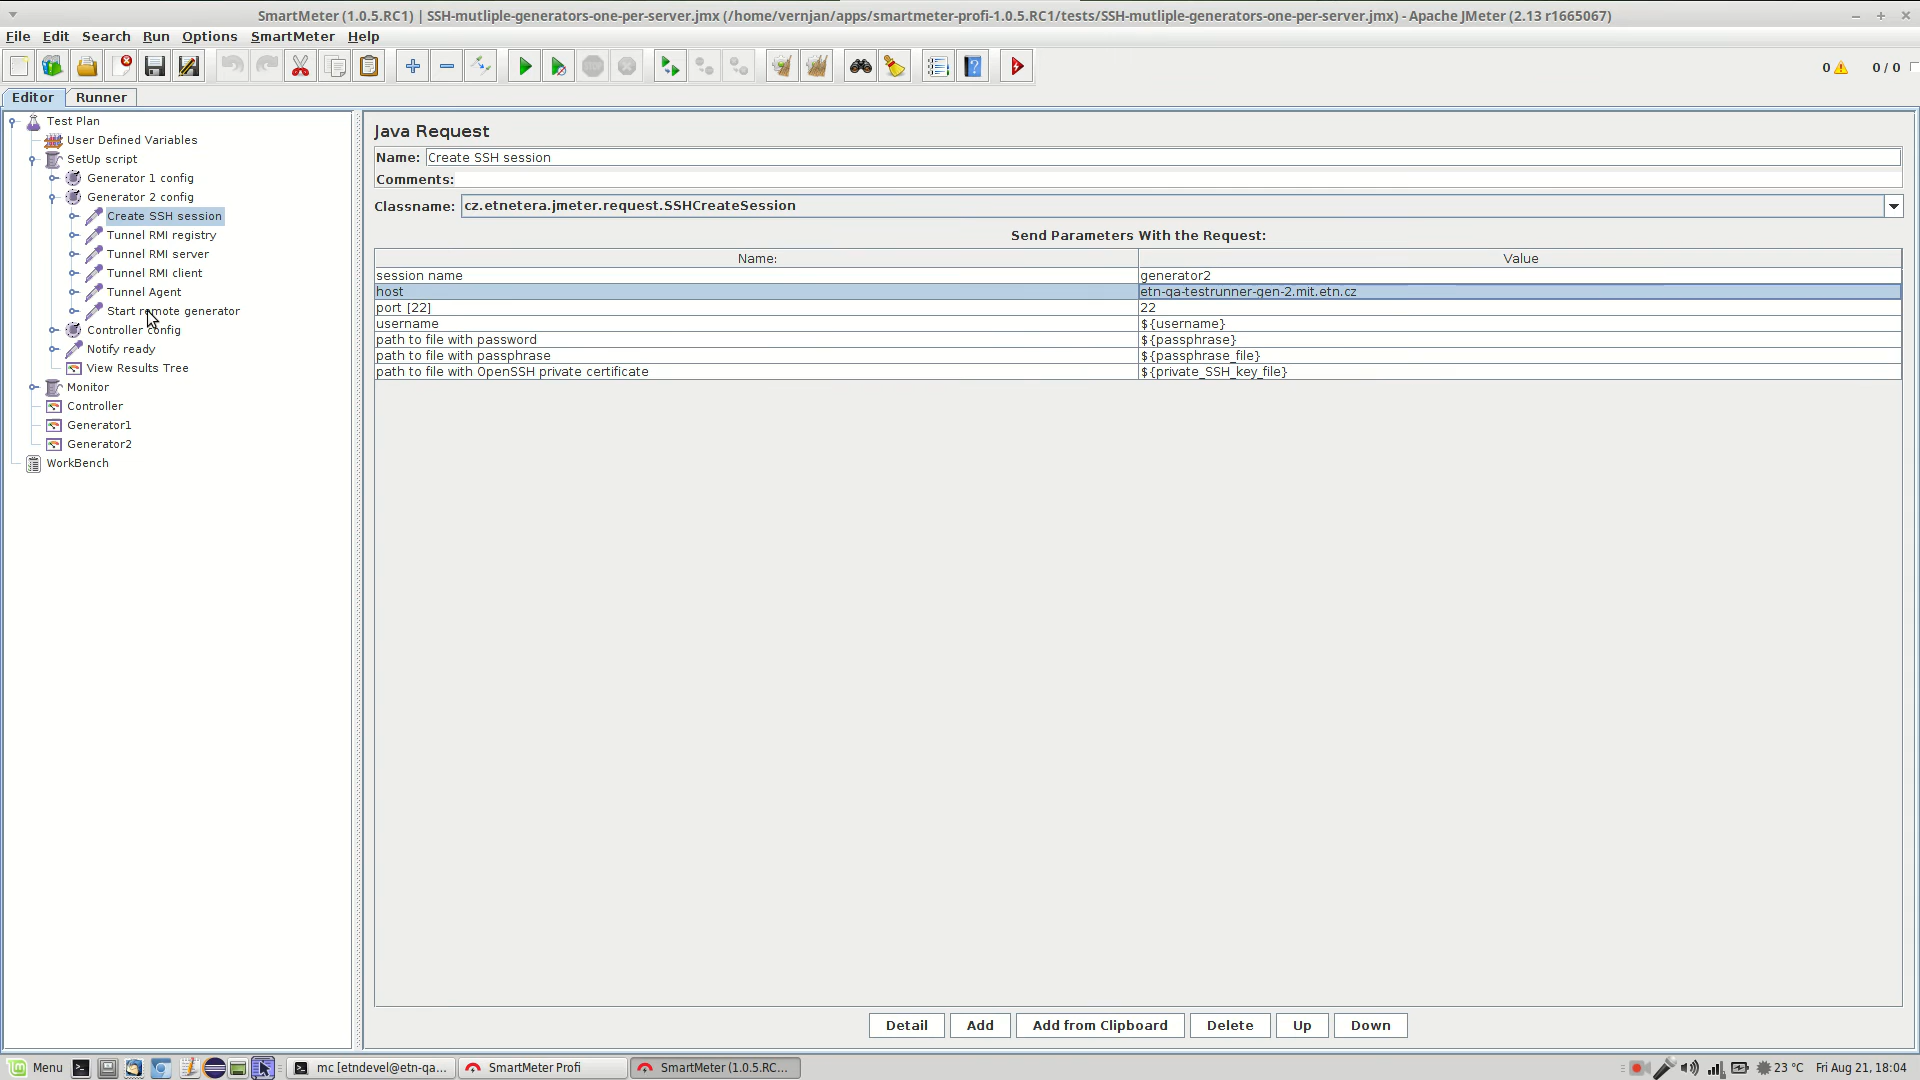 SmartMeter (1.0.5.RC1) | SSH-mutliple-generators-one-per-server.jmx (/home/vernjan/apps/smartmeter-profi-1.0.5.RC1/tests/SSH-mutliple-generators-one-per-server.jmx) - Apache JMeter (2.13 r1665067)
File Edit Search Run Options SmartMeter Help
0 0 / 0
Editor Runner
Test Plan
User Defined Variables
SetUp script
Generator 1 config
Generator 2 config
Create SSH session
Tunnel RMI registry
Tunnel RMI server
Tunnel RMI client
Tunnel Agent
Start remote generator
Controller config
Notify ready
View Results Tree
Monitor
Controller
Generator1
Generator2
WorkBench
Java Request
Name: Create SSH session
Comments:
Classname: cz.etnetera.jmeter.request.SSHCreateSession
Send Parameters With the Request:
Name: Value
session name generator2
host etn-qa-testrunner-gen-2.mit.etn.cz
port [22] 22
username ${username}
path to file with password ${passphrase}
path to file with passphrase ${passphrase_file}
path to file with OpenSSH private certificate ${private_SSH_key_file}
Detail Add Add from Clipboard Delete Up Down
Menu mc [etndevel@etn-qa... SmartMeter Profi SmartMeter (1.0.5.RC... 23 °C Fri Aug 21, 18:04